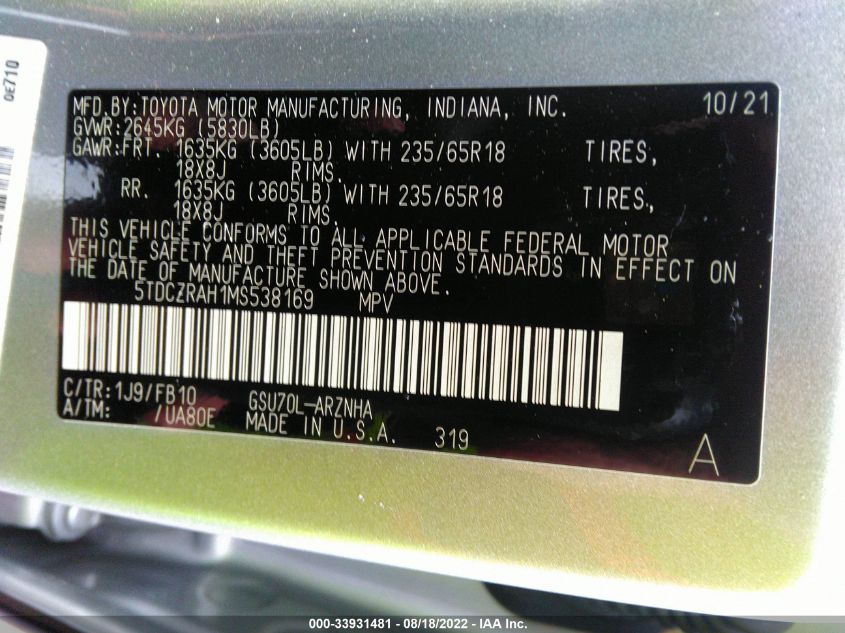 0E710
MFD.BY:TOYOTA MOTOR MANUFACTURING, INDIANA, INC. 10/21
GVWR:2645KG (5830LB)
GAWR:FRT. 1635KG (3605LB) WITH 235/65R18 TIRES,
18X8J RIMS.
RR. 1635KG (3605LB) WITH 235/65R18 TIRES.,
18X8J RIMS.
THIS VEHICLE CONFORMS TO ALL APPLICABLE FEDERAL MOTOR
VEHICLE SAFETY AND THEFT PREVENTION STANDARDS IN EFFECT ON
THE DATE OF MANUFACTURE SHOWN ABOVE.
5TDCZRAH1MS538169 MPV
C/TR:1J9/FB10 GSU70L-ARZNHA
A/TM: /UA80E MADE IN U.S.A. 319
A
000-33931481 - 08/18/2022 - IAA Inc.